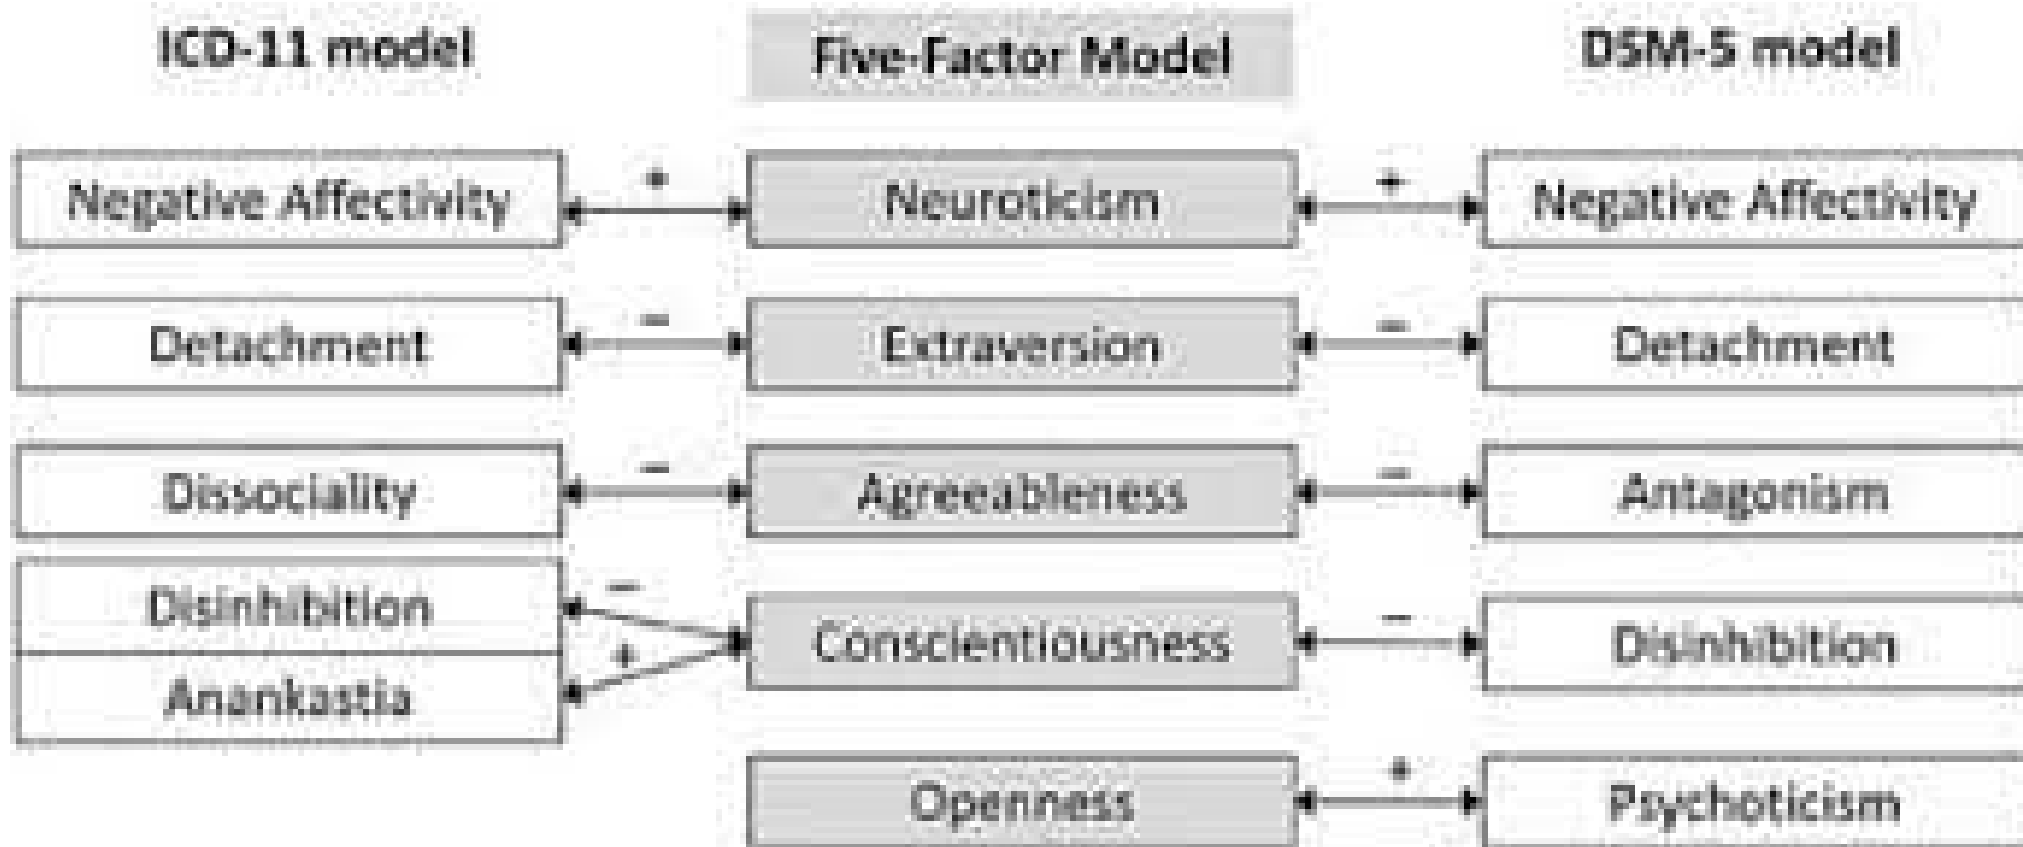 ICD-11 model
Five-Factor Model
DSM-5 model
Negative Affectivity
+
Neuroticism
+
Negative Affectivity
Detachment
−
Extraversion
−
Detachment
Dissociality
−
Agreeableness
−
Antagonism
Disinhibition
−
Anankastia
+
Conscientiousness
−
Disinhibition
Openness
+
Psychoticism